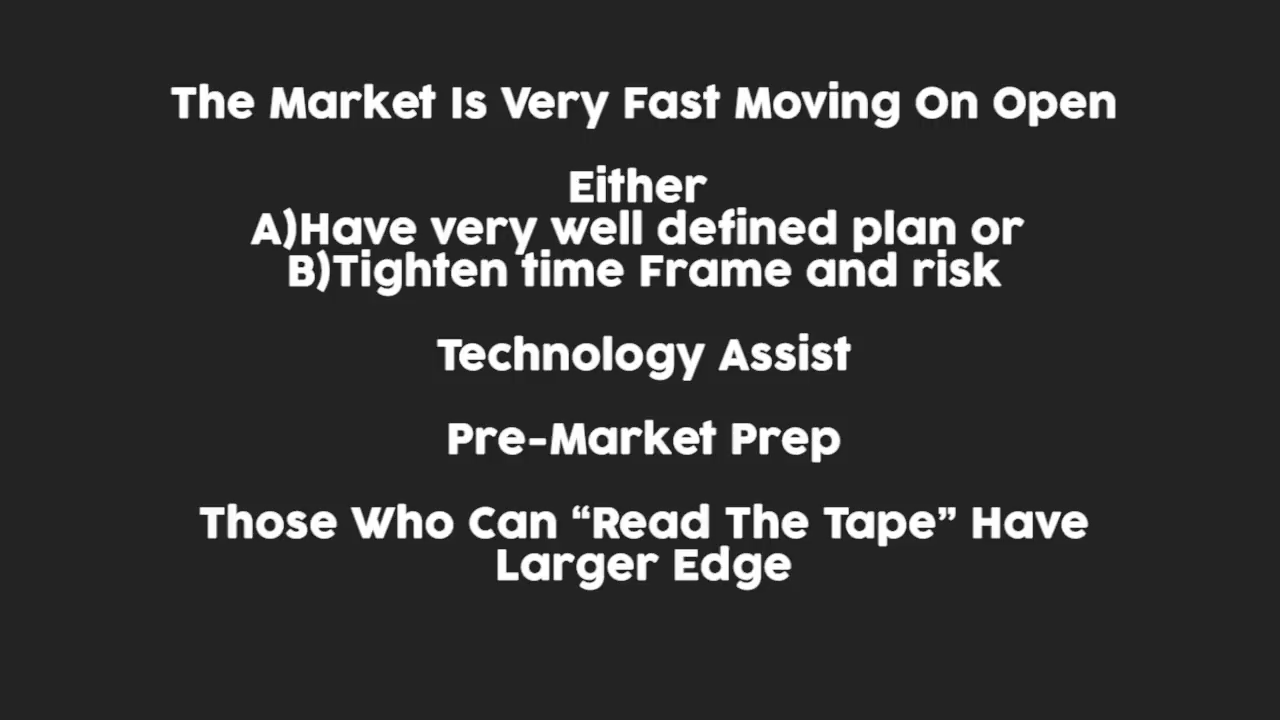 The Market Is Very Fast Moving On Open
Either
A)Have very well defined plan or
B)Tighten time Frame and risk
Technology Assist
Pre-Market Prep
Those Who Can “Read The Tape” Have
Larger Edge